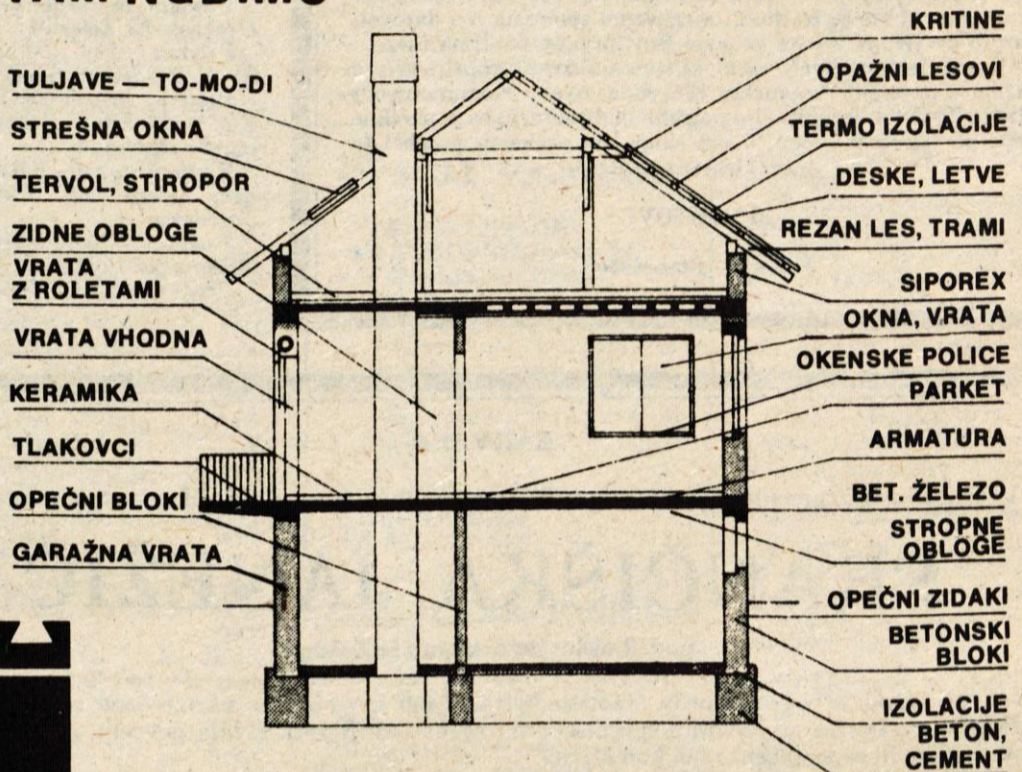 VAM NUDIMO
TULJAVE — TO-MO-DI
STREŠNA OKNA
TERVOL, STIROPOR
ZIDNE OBLOGE
VRATA
Z ROLETAMI
VRATA VHODNA
KERAMIKA
TLAKOVCI
OPEČNI BLOKI
GARAŽNA VRATA
KRITINE
OPAŽNI LESOVI
TERMO IZOLACIJE
DESKE, LETVE
REZAN LES, TRAMI
SIPOREX
OKNA, VRATA
OKENSKE POLICE
PARKET
ARMATURA
BET. ŽELEZO
STROPNE
OBLOGE
OPEČNI ZIDAKI
BETONSKI
BLOKI
IZOLACIJE
BETON,
CEMENT